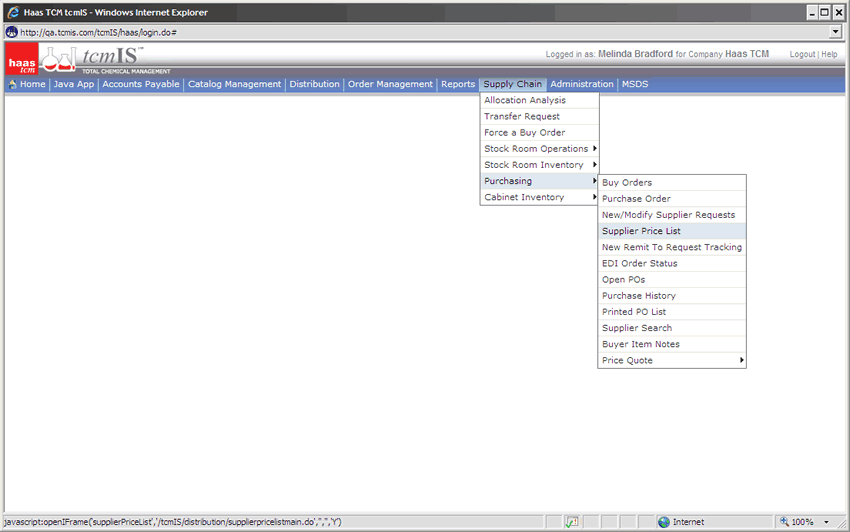 Haas TCM tcmIS - Windows Internet Explorer
http://qa.tcmis.com/tcmIS/haas/login.do#
haas tcm
tcmIS™
TOTAL CHEMICAL MANAGEMENT
Logged in as: Melinda Bradford for Company Haas TCM
Logout | Help
Home | Java App | Accounts Payable | Catalog Management | Distribution | Order Management | Reports | Supply Chain | Administration | MSDS
Allocation Analysis
Transfer Request
Force a Buy Order
Stock Room Operations
Stock Room Inventory
Purchasing
Cabinet Inventory
Buy Orders
Purchase Order
New/Modify Supplier Requests
Supplier Price List
New Remit To Request Tracking
EDI Order Status
Open POs
Purchase History
Printed PO List
Supplier Search
Buyer Item Notes
Price Quote
javascript:openIFrame('supplierPriceList','/tcmIS/distribution/supplierpricelistmain.do','','','Y')
Internet
100%